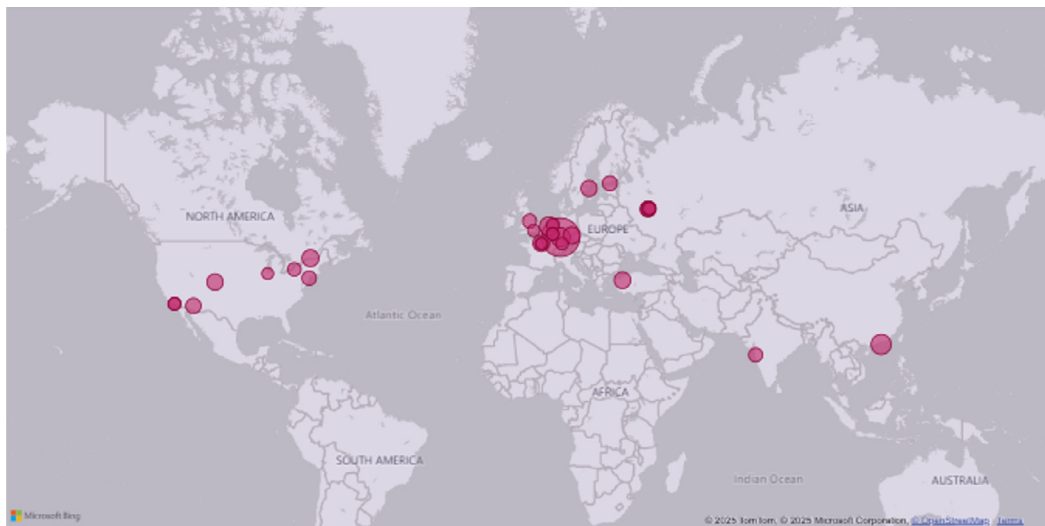 ASIA
NORTH AMERICA
EUROPE
Atlantic Ocean
AFRICA
SOUTH AMERICA
Indian Ocean
AUSTRALIA
Microsoft Bing
© 2025 TomTom, © 2025 Microsoft Corporation, © OpenStreetMap Terms